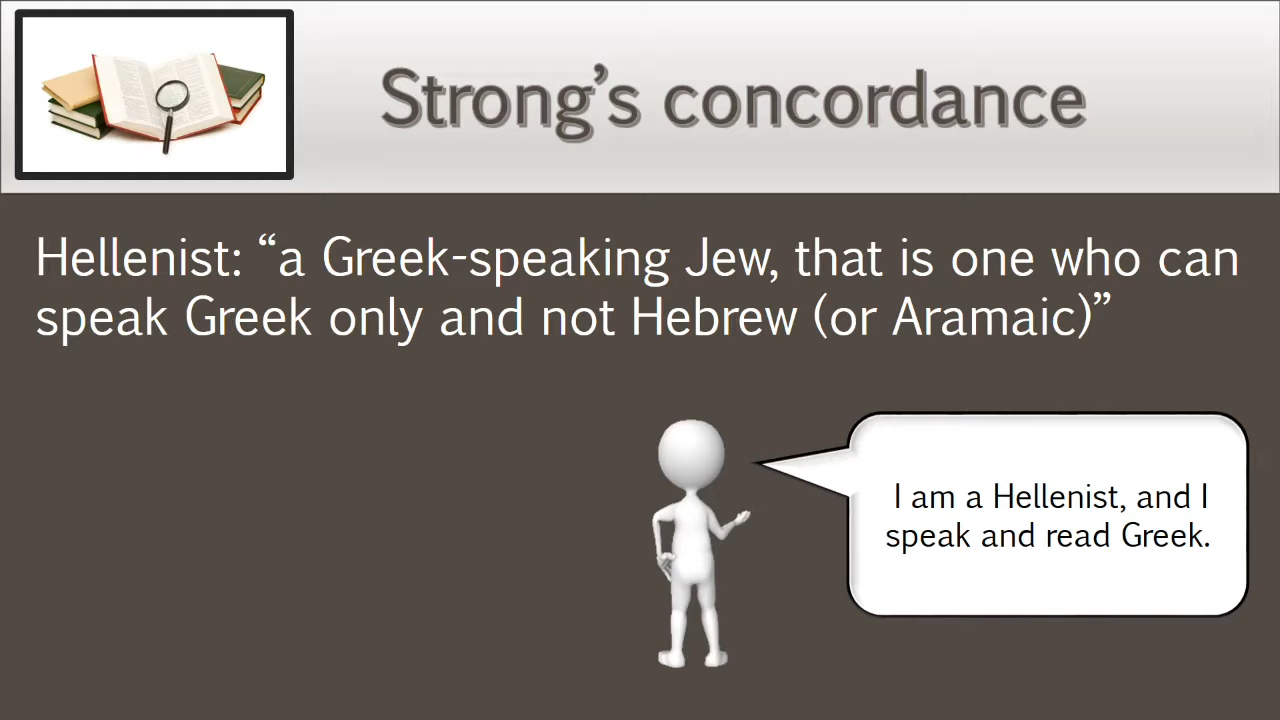 Strong’s concordance
Hellenist: “a Greek-speaking Jew, that is one who can
speak Greek only and not Hebrew (or Aramaic)”
I am a Hellenist, and I
speak and read Greek.